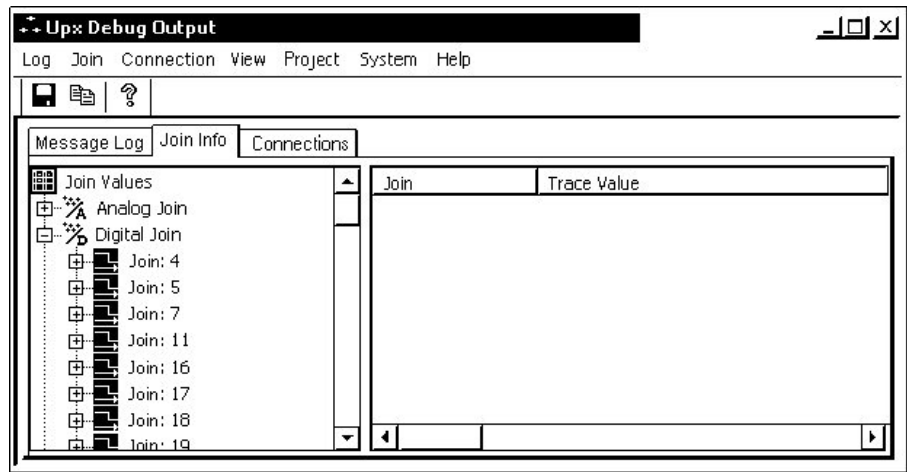 Upx Debug Output
Log Join Connection View Project System Help
Message Log Join Info Connections
Join Values
Analog Join
Digital Join
Join: 4
Join: 5
Join: 7
Join: 11
Join: 16
Join: 17
Join: 18
Join: 19
Join Trace Value